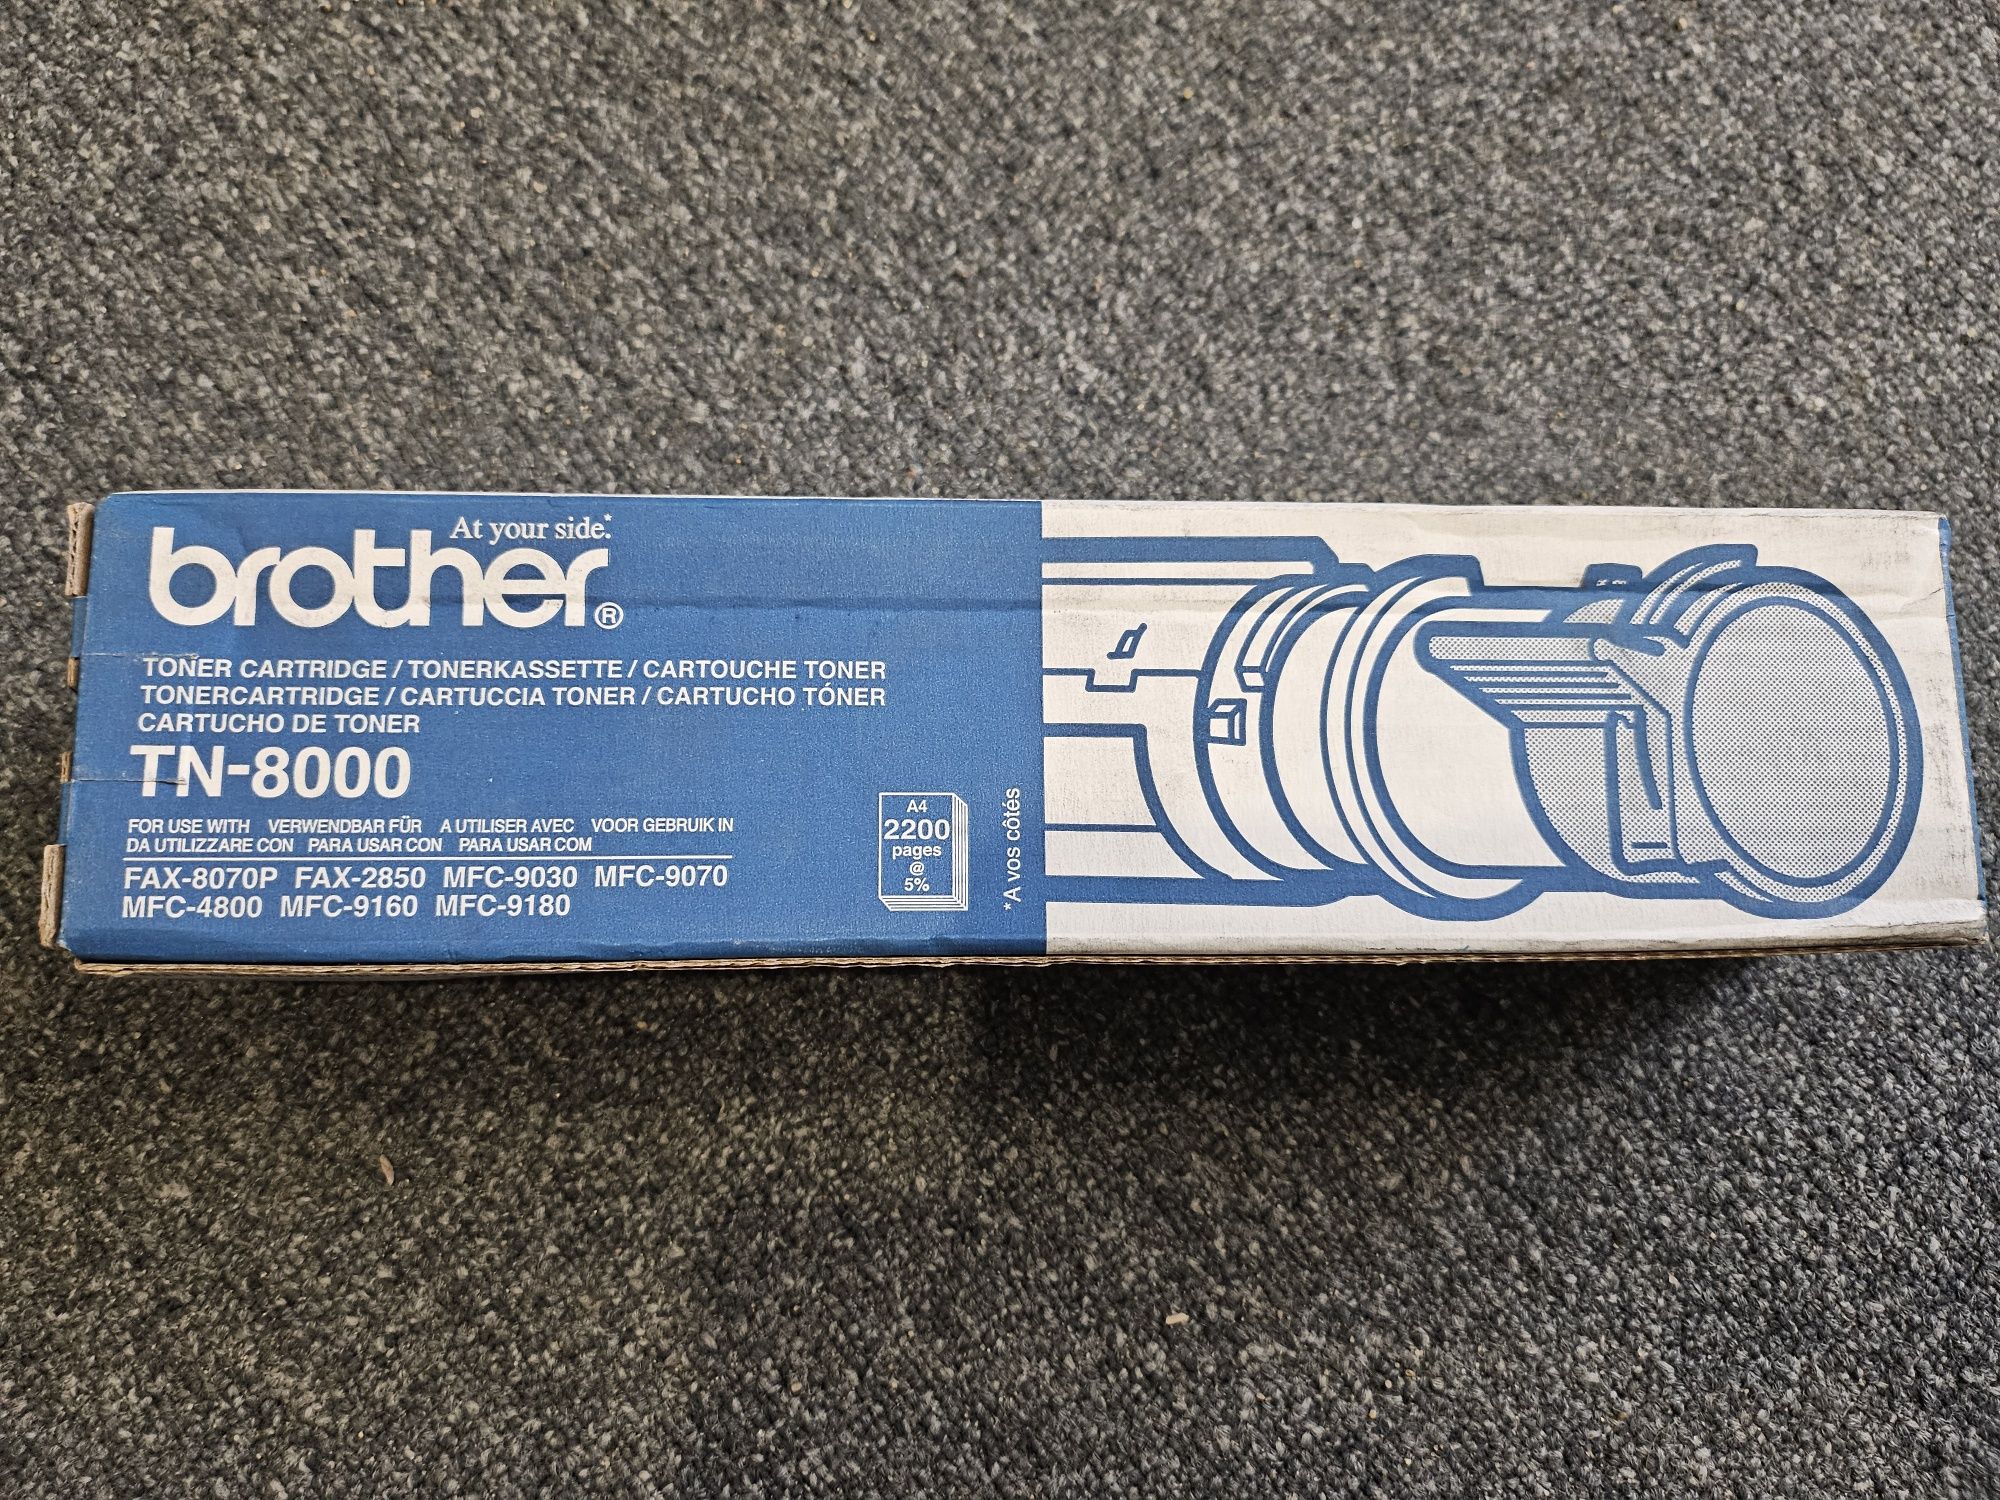 At your side.*
brother®
TONER CARTRIDGE / TONERKASSETTE / CARTOUCHE TONER
TONERCARTRIDGE / CARTUCCIA TONER / CARTUCHO TÓNER
CARTUCHO DE TONER
TN-8000
FOR USE WITH VERWENDBAR FÜR A UTILISER AVEC VOOR GEBRUIK IN
DA UTILIZZARE CON PARA USAR CON PARA USAR COM
FAX-8070P FAX-2850 MFC-9030 MFC-9070
MFC-4800 MFC-9160 MFC-9180
A4
2200
pages
@
5%
*A vos côtés